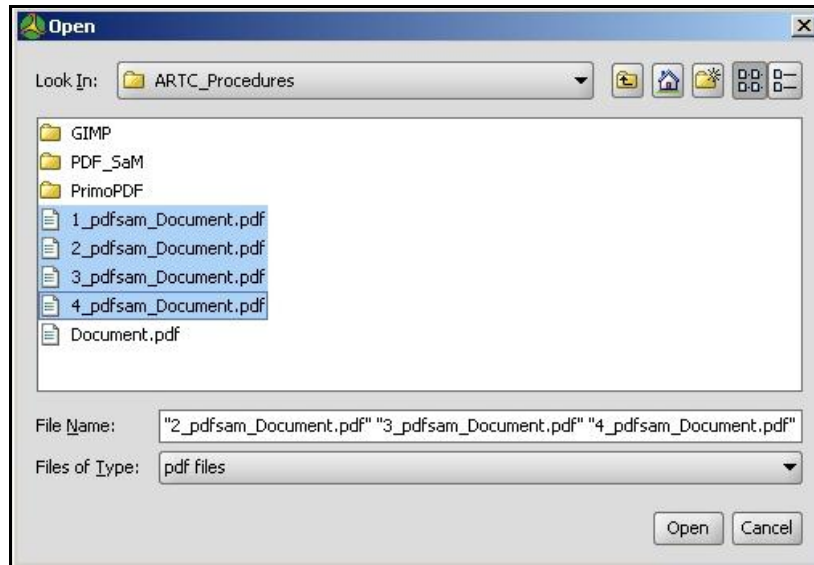 Open
Look In: ARTC_Procedures
GIMP
PDF_SaM
PrimoPDF
1_pdfsam_Document.pdf
2_pdfsam_Document.pdf
3_pdfsam_Document.pdf
4_pdfsam_Document.pdf
Document.pdf
File Name: "2_pdfsam_Document.pdf" "3_pdfsam_Document.pdf" "4_pdfsam_Document.pdf"
Files of Type: pdf files
Open Cancel